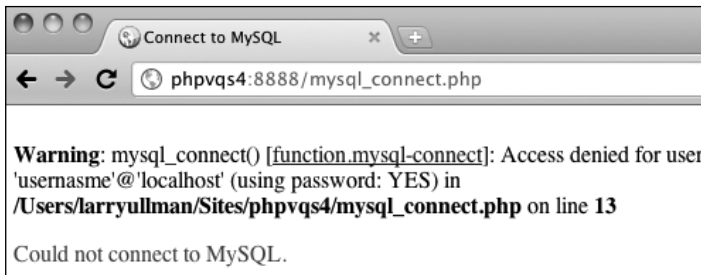 Connect to MySQL
phpvqs4:8888/mysql_connect.php
Warning: mysql_connect() [function.mysql-connect]: Access denied for user
'usernasme'@'localhost' (using password: YES) in
/Users/larryullman/Sites/phpvqs4/mysql_connect.php on line 13
Could not connect to MySQL.